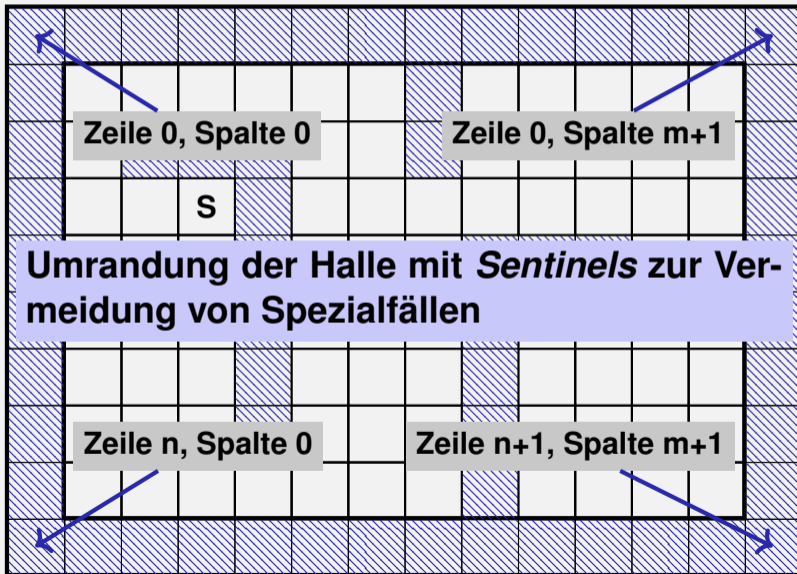 Zeile 0, Spalte 0
Zeile 0, Spalte m+1
S
Umrandung der Halle mit Sentinels zur Ver-
meidung von Spezialfällen
Zeile n, Spalte 0
Zeile n+1, Spalte m+1